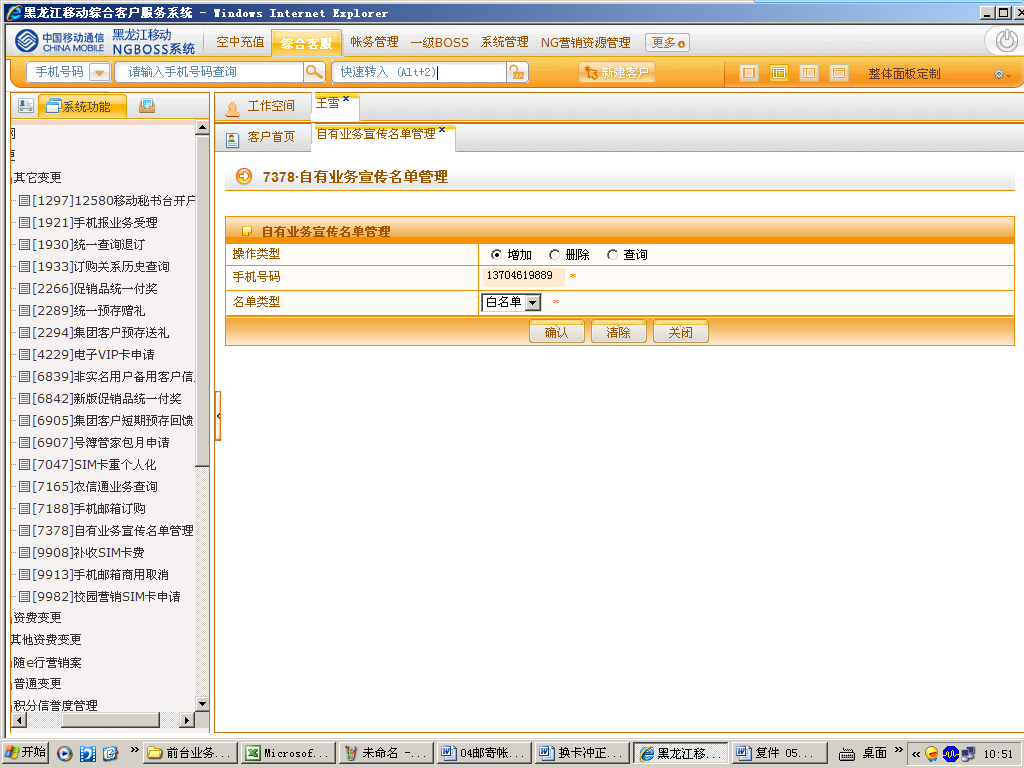 黑龙江移动综合客户服务系统 - Windows Internet Explorer
中国移动通信 CHINA MOBILE
黑龙江移动 NGBOSS系统
空中充值 综合客服 帐务管理 一级BOSS 系统管理 NG营销资源管理 更多
手机号码 请输入手机号码查询 快速转入 (Alt+2) 新建客户 整体面板定制
系统功能
工作空间 王雪 ×
客户首页 自有业务宣传名单管理 ×
其它变更
[1297]12580移动秘书台开户
[1921]手机报业务受理
[1930]统一查询退订
[1933]订购关系历史查询
[2266]促销品统一付奖
[2289]统一预存赠礼
[2294]集团客户预存送礼
[4229]电子VIP卡申请
[6839]非实名用户备用客户信
[6842]新版促销品统一付奖
[6905]集团客户短期预存回馈
[6907]号簿管家包月申请
[7047]SIM卡重个人化
[7165]农信通业务查询
[7188]手机邮箱订购
[7378]自有业务宣传名单管理
[9908]补收SIM卡费
[9913]手机邮箱商用取消
[9982]校园营销SIM卡申请
资费变更
其他资费变更
随e行营销案
普通变更
积分信誉度管理
7378·自有业务宣传名单管理
自有业务宣传名单管理
操作类型 增加 删除 查询
手机号码 13704619889 *
名单类型 白名单 *
确认 清除 关闭
开始 » 前台业务... Microsof... 未命名 -... 04邮寄帐... 换卡冲正... 黑龙江移... 复件 05... 桌面 » « 10:51